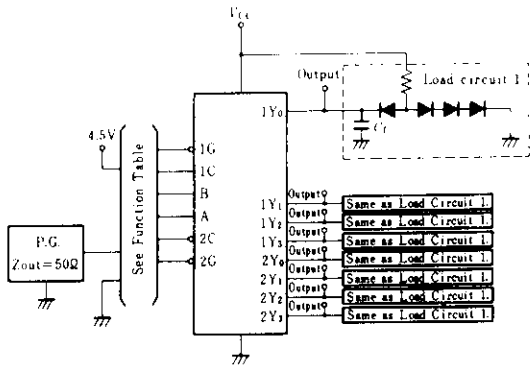 Vcc
Output
Load circuit 1
1Y₀
CL
4.5V
See Function Table
1G
1C
B
A
2C
2G
P.G.
Zout=50Ω
Output
1Y₁
Same as Load Circuit 1.
Output
1Y₂
Same as Load Circuit 1.
Output
1Y₃
Same as Load Circuit 1.
Output
2Y₀
Same as Load Circuit 1.
Output
2Y₁
Same as Load Circuit 1.
Output
2Y₂
Same as Load Circuit 1.
Output
2Y₃
Same as Load Circuit 1.